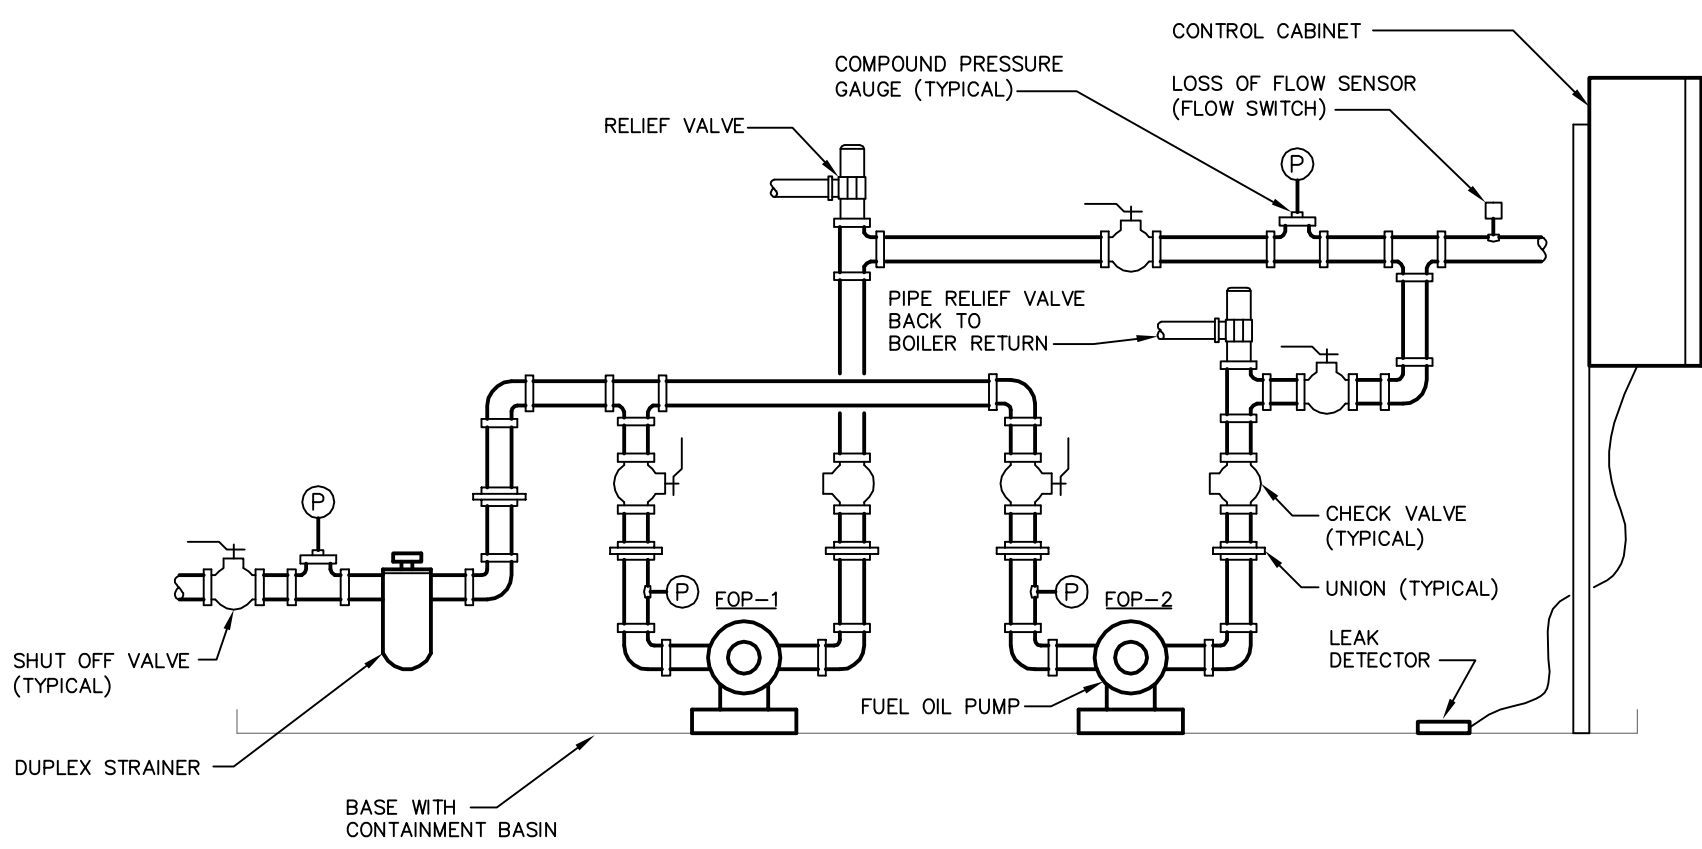 CONTROL CABINET
COMPOUND PRESSURE
GAUGE (TYPICAL)
LOSS OF FLOW SENSOR
(FLOW SWITCH)
RELIEF VALVE
P
PIPE RELIEF VALVE
BACK TO
BOILER RETURN
P
CHECK VALVE
(TYPICAL)
UNION (TYPICAL)
P
FOP-1
P
FOP-2
SHUT OFF VALVE
(TYPICAL)
LEAK
DETECTOR
FUEL OIL PUMP
DUPLEX STRAINER
BASE WITH
CONTAINMENT BASIN